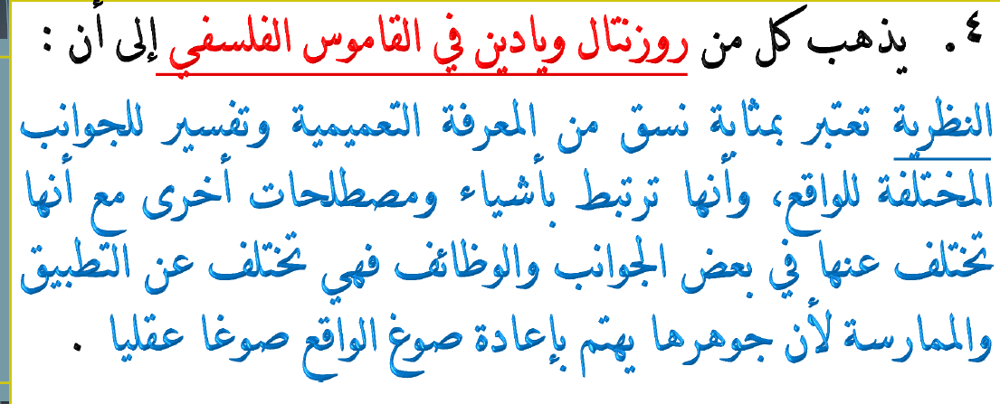 ٤. يذهب كل من روزنتال ويادين في القاموس الفلسفي إلى أن :
النظرية تعتبر بمثابة نسق من المعرفة التعميمية وتفسير للجوانب
المختلفة للواقع، وأنها ترتبط بأشياء ومصطلحات أخرى مع أنها
تختلف عنها في بعض الجوانب والوظائف فهي تختلف عن التطبيق
والممارسة لأن جوهرها يهتم بإعادة صوغ الواقع صوغا عقليا .